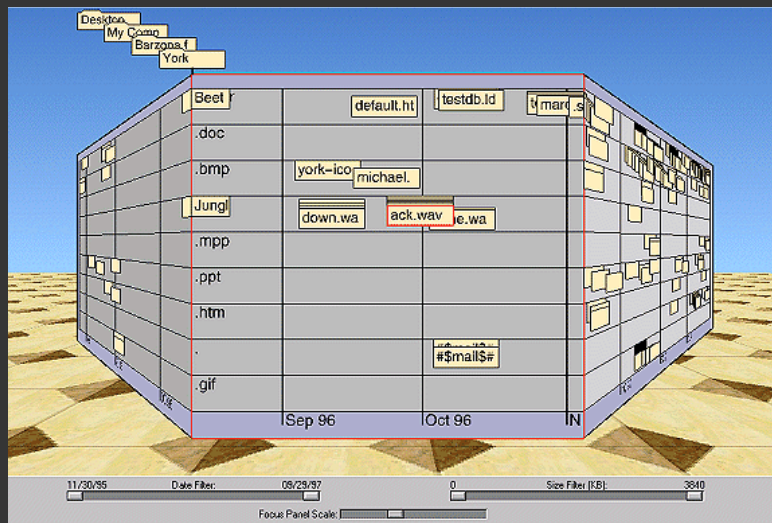 Desktop
My Comp
Barzona.f
York
Beet r
default.ht
testdb.ld
marc .s
.doc
.bmp
york-ico
michael.
Jungl
down.wa
ack.wav
e.wa
.mpp
.ppt
.htm
.
#$mail$#
.gif
Sep 96
Oct 96
N
11/30/95
Date Filter:
09/29/97
0
Size Filter [KB]:
3840
Focus Panel Scale: